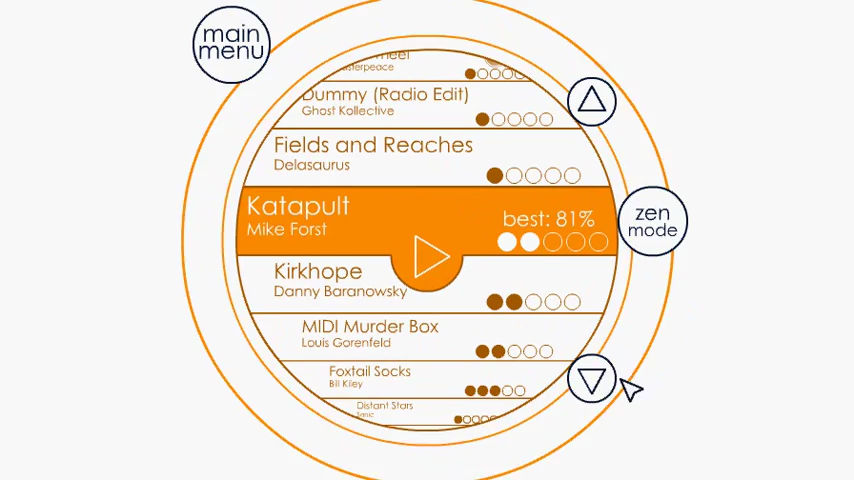 main
menu
Dummy (Radio Edit)
Ghost Kollective
Fields and Reaches
Delasaurus
Katapult
Mike Forst
best: 81%
zen
mode
Kirkhope
Danny Baranowsky
MIDI Murder Box
Louis Gorenfeld
Foxtail Socks
Bill Kiley
Distant Stars